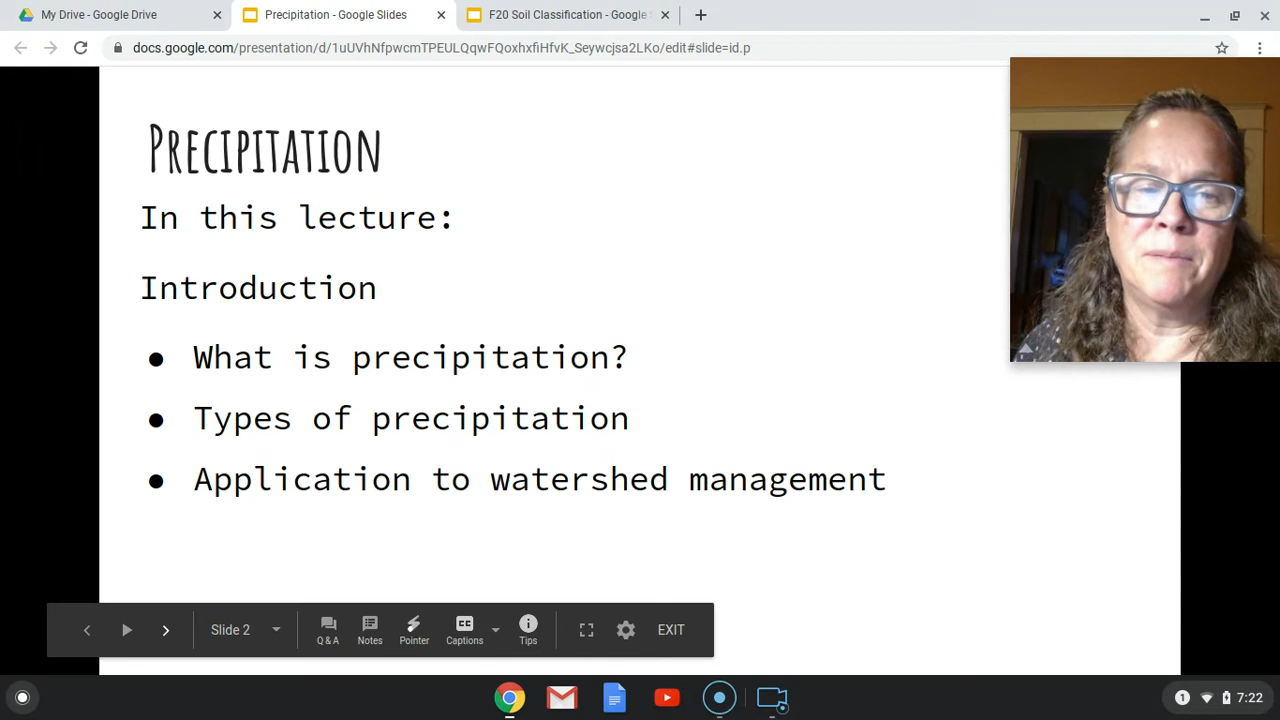 My Drive - Google Drive
Precipitation - Google Slides
F20 Soil Classification - Google S
docs.google.com/presentation/d/1uUVhNfpwcmTPEULQqwFQoxhxfiHfvK_Seywcjsa2LKo/edit#slide=id.p
PRECIPITATION
In this lecture:
Introduction
● What is precipitation?
● Types of precipitation
● Application to watershed management
Slide 2
Q & A
Notes
Pointer
CC
Captions
Tips
EXIT
1
7:22